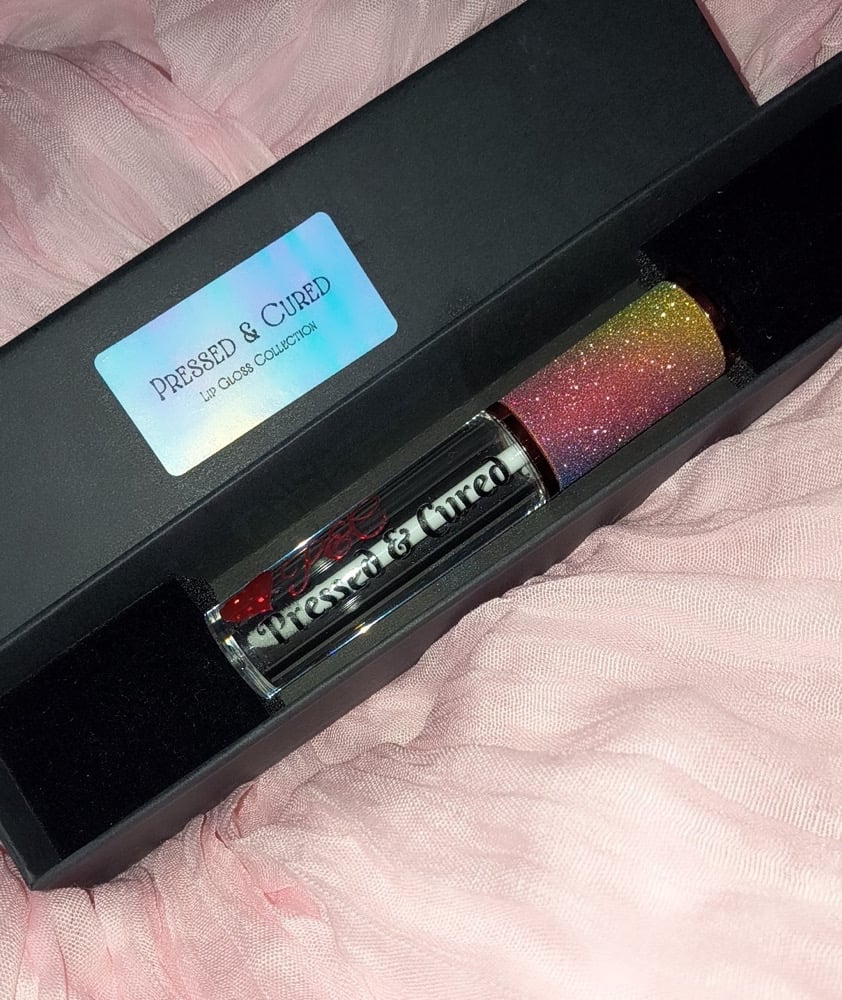 PRESSED & CURED
LIP GLOSS COLLECTION
Pressed & Cured